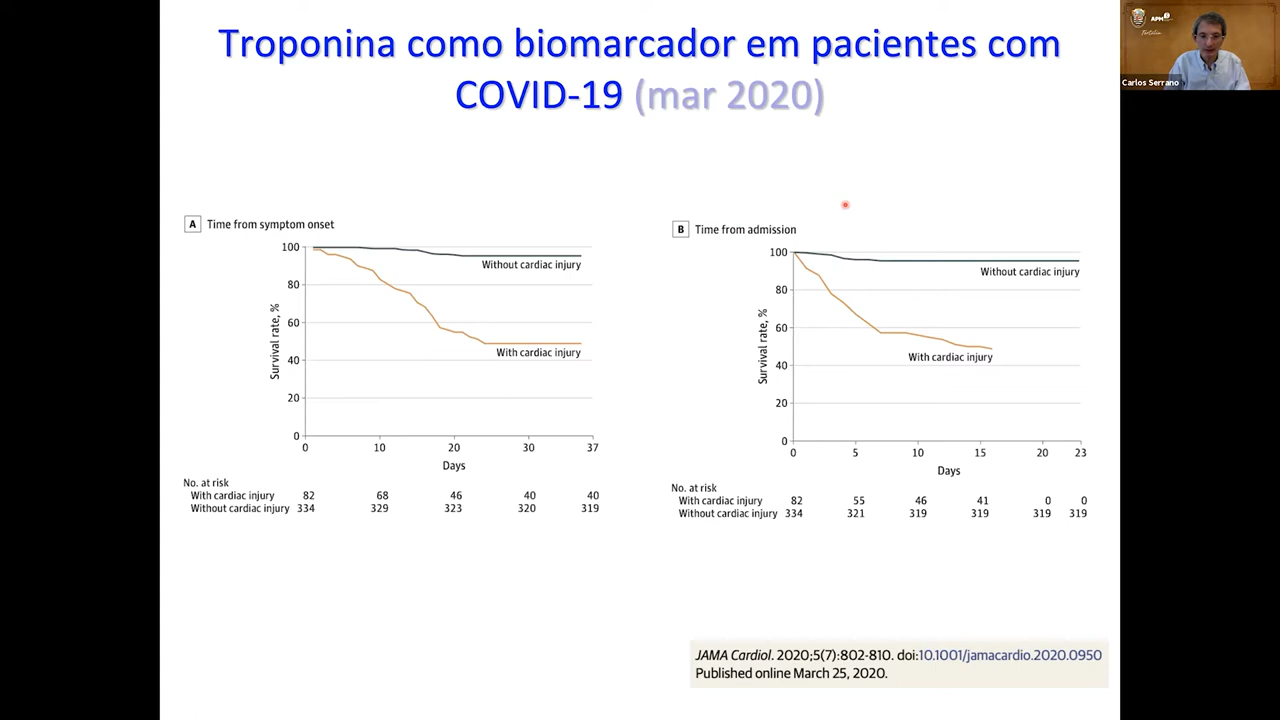 Troponina como biomarcador em pacientes com
COVID-19 (mar 2020)
APM
Carlos Serrano
A Time from symptom onset
100
80
60
40
20
0
Survival rate, %
Without cardiac injury
With cardiac injury
0 10 20 30 37
Days
No. at risk
With cardiac injury 82 68 46 40 40
Without cardiac injury 334 329 323 320 319
B Time from admission
100
80
60
40
20
0
Survival rate, %
Without cardiac injury
With cardiac injury
0 5 10 15 20 23
Days
No. at risk
With cardiac injury 82 55 46 41 0 0
Without cardiac injury 334 321 319 319 319 319
JAMA Cardiol. 2020;5(7):802-810. doi:10.1001/jamacardio.2020.0950
Published online March 25, 2020.